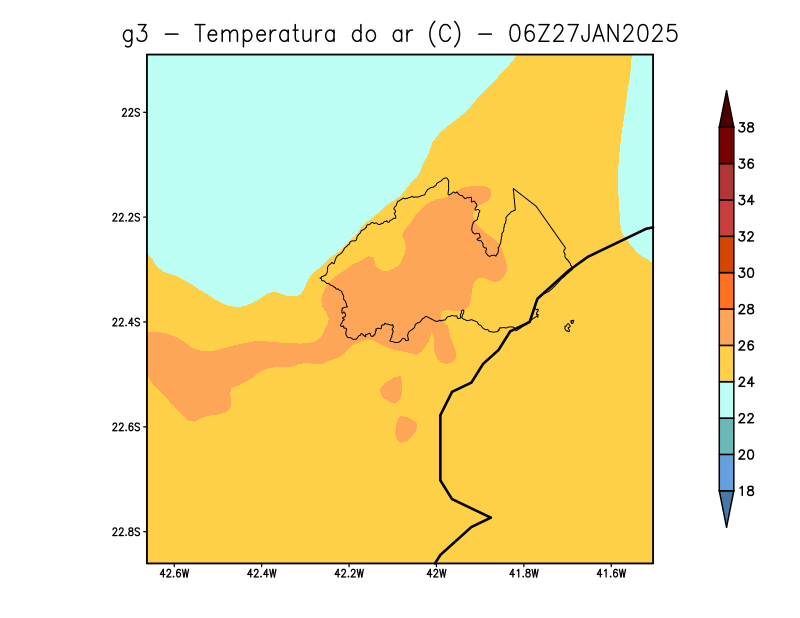 g3 – Temperatura do ar (C) – 06Z27JAN2025
22S
22.2S
22.4S
22.6S
22.8S
42.6W
42.4W
42.2W
42W
41.8W
41.6W
38
36
34
32
30
28
26
24
22
20
18